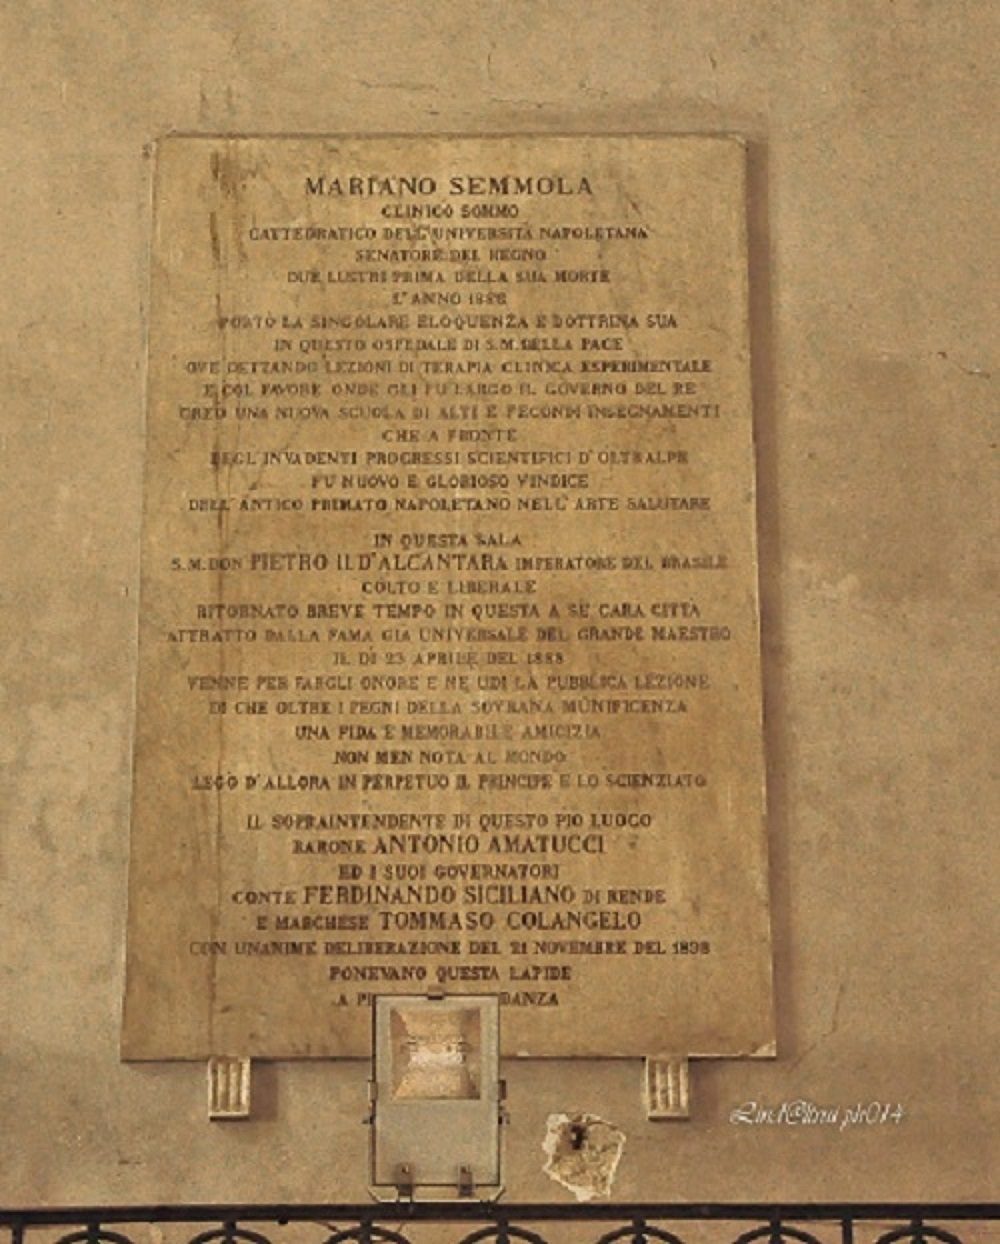 MARIANO SEMMOLA
CLINICO SOMMO
CATTEDRATICO DELL'UNIVERSITÀ NAPOLETANA
SENATORE DEL REGNO
DUE LUSTRI PRIMA DELLA SUA MORTE
L'ANNO 1886
PORTÒ LA SINGOLARE ELOQUENZA E DOTTRINA SUA
IN QUESTO OSPEDALE DI S.M. DELLA PACE
OVE DETTANDO LEZIONI DI TERAPIA CLINICA ESPERIMENTALE
E COL FAVORE ONDE GLI FU LARGO IL GOVERNO DEL RE
CREÒ UNA NUOVA SCUOLA DI ALTI E FECONDI INSEGNAMENTI
CHE A FRONTE
DEGL'INVADENTI PROGRESSI SCIENTIFICI D'OLTRALPE
FU NUOVO E GLORIOSO VINDICE
DELL'ANTICO PRIMATO NAPOLETANO NELL'ARTE SALUTARE
IN QUESTA SALA
S.M. DON PIETRO II. D'ALCANTARA IMPERATORE DEL BRASILE
COLTO E LIBERALE
RITORNATO BREVE TEMPO IN QUESTA A SÈ CARA CITTÀ
ATTRATTO DALLA FAMA GIÀ UNIVERSALE DEL GRANDE MAESTRO
IL DÌ 23 APRILE DEL 1888
VENNE PER FARGLI ONORE E NE UDÌ LA PUBBLICA LEZIONE
DI CHE OLTRE I PEGNI DELLA SOVRANA MUNIFICENZA
UNA FIDA E MEMORABILE AMICIZIA
NON MEN NOTA AL MONDO
LEGÒ D'ALLORA IN PERPETUO IL PRINCIPE E LO SCIENZIATO
IL SOPRAINTENDENTE DI QUESTO PIO LUOGO
BARONE ANTONIO AMATUCCI
ED I SUOI GOVERNATORI
CONTE FERDINANDO SICILIANO DI RENDE
E MARCHESE TOMMASO COLANGELO
CON UNANIME DELIBERAZIONE DEL 21 NOVEMBRE DEL 1898
PONEVANO QUESTA LAPIDE
A